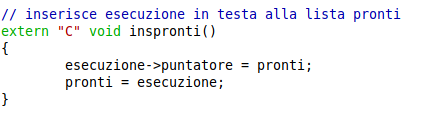 // inserisce esecuzione in testa alla lista pronti
extern "C" void inspronti()
{
        esecuzione->puntatore = pronti;
        pronti = esecuzione;
}